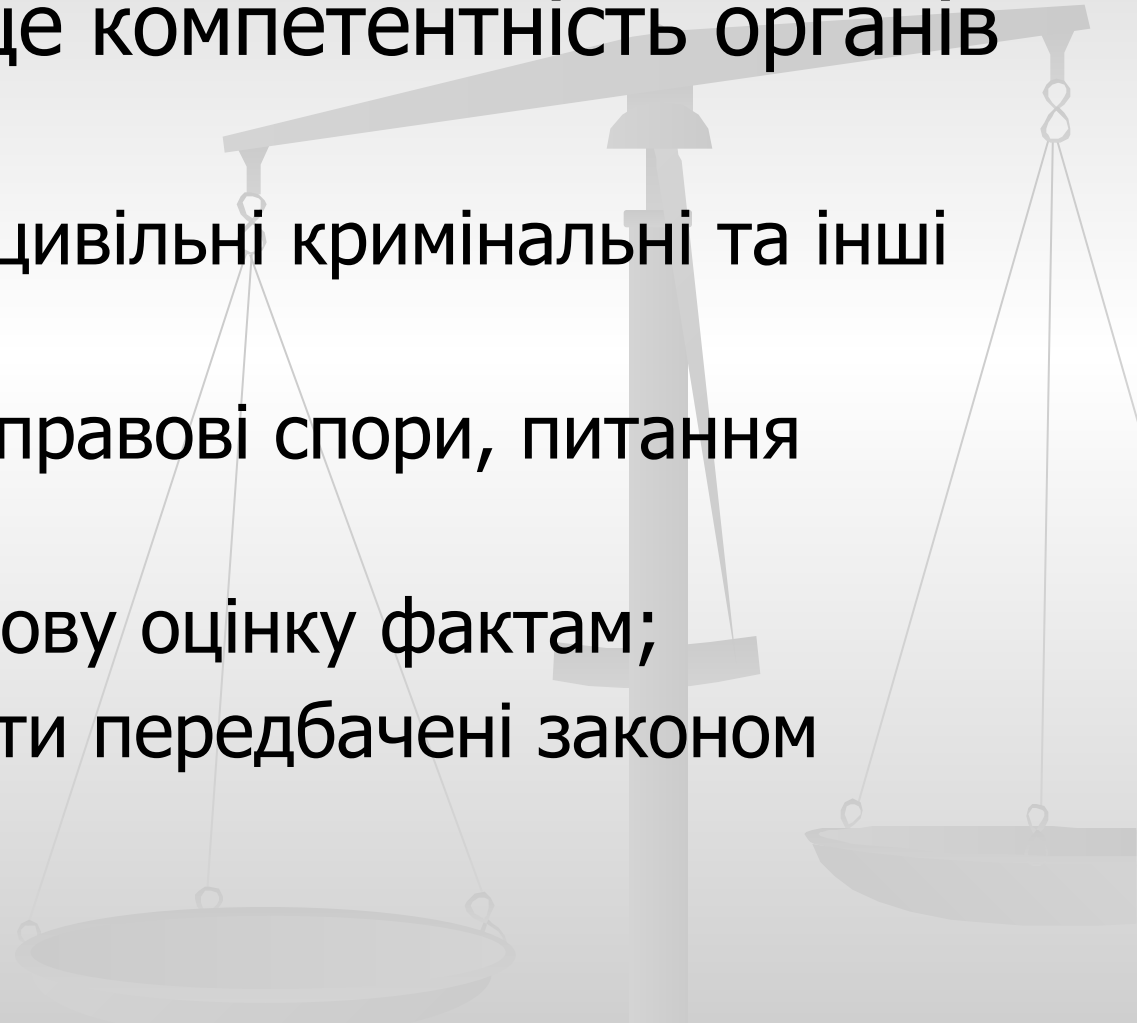 це компетентність органів
цивільні кримінальні та інші
правові спори, питання
ову оцінку фактам;
ти передбачені законом